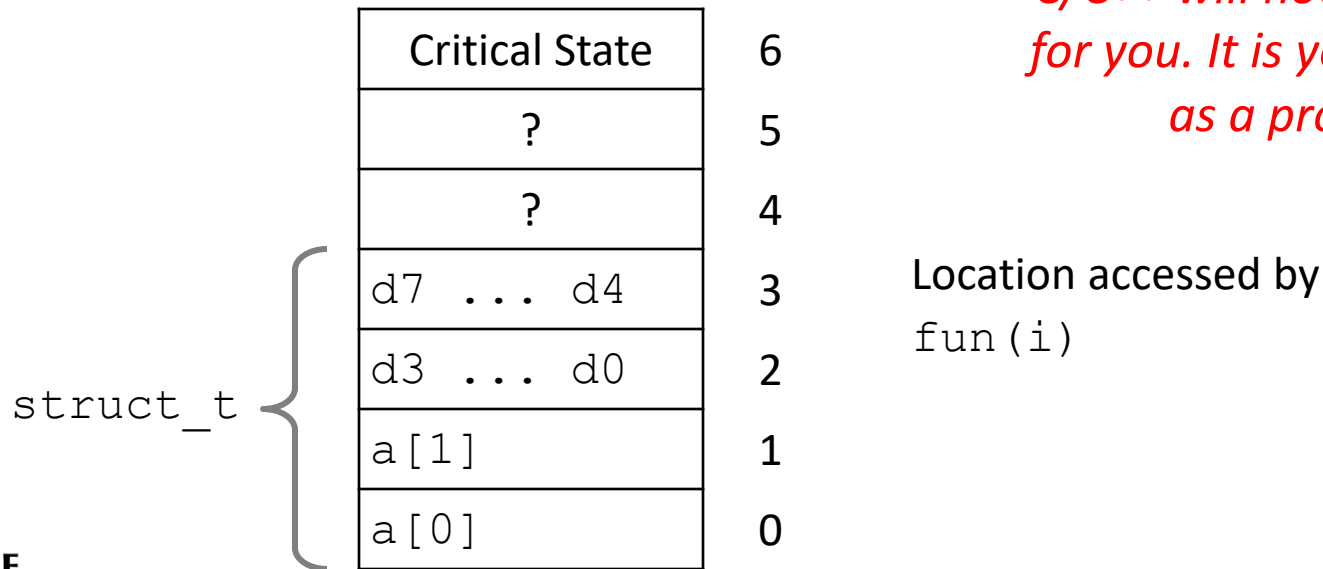 for you. It is
as a
Critical State 6
? 5
? 4
d7 ... d4 3
d3 ... d0 2
a[1] 1
a[0] 0
struct_t
Location accessed by
fun(i)